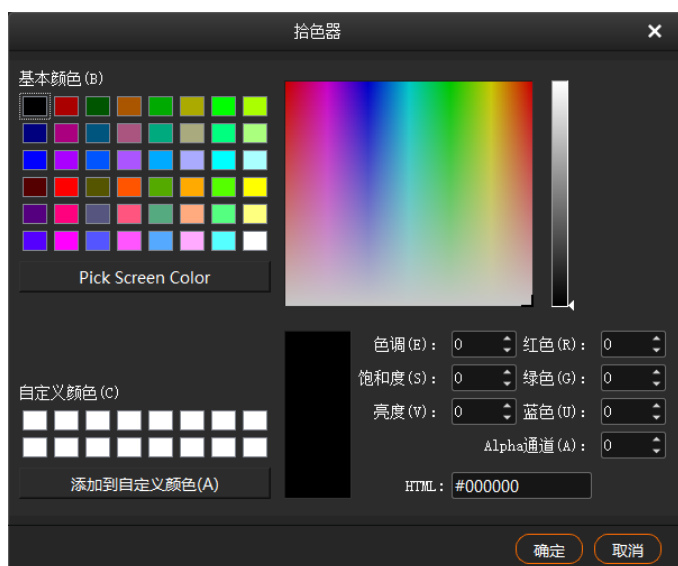 拾色器
基本颜色(B)
Pick Screen Color
自定义颜色(C)
添加到自定义颜色(A)
色调(E): 0 红色(R): 0
饱和度(S): 0 绿色(G): 0
亮度(V): 0 蓝色(U): 0
Alpha通道(A): 0
HTML: #000000
确定 取消